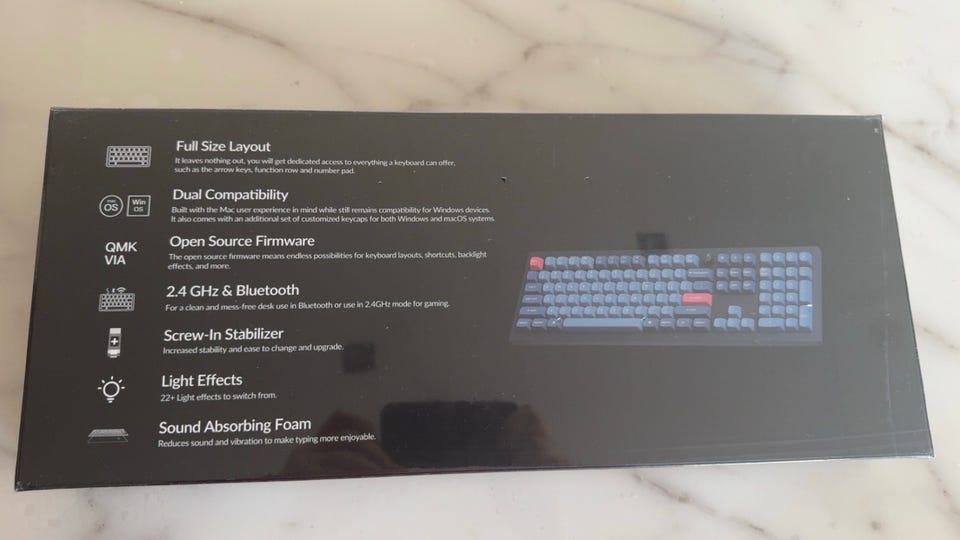 Full Size Layout
It leaves nothing out, you will get dedicated access to everything a keyboard can offer,
such as the arrow keys, function row and number pad.
mac
OS
Win
OS
Dual Compatibility
Built with the Mac user experience in mind while still remains compatibility for Windows devices.
It also comes with an additional set of customized keycaps for both Windows and macOS systems.
QMK
VIA
Open Source Firmware
The open source firmware means endless possibilities for keyboard layouts, shortcuts, backlight
effects, and more.
2.4 GHz & Bluetooth
For a clean and mess-free desk use in Bluetooth or use in 2.4GHz mode for gaming.
Screw-In Stabilizer
Increased stability and ease to change and upgrade.
Light Effects
22+ Light effects to switch from.
Sound Absorbing Foam
Reduces sound and vibration to make typing more enjoyable.